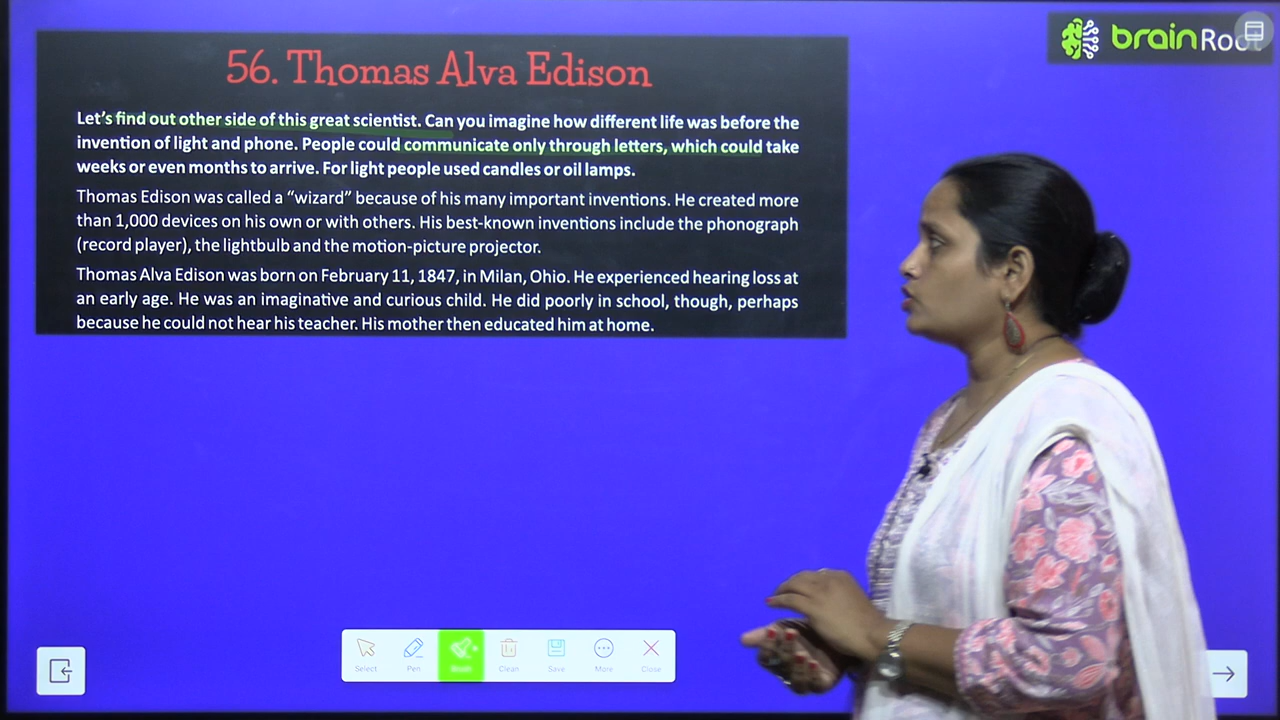 brainRoot
56. Thomas Alva Edison
Let's find out other side of this great scientist. Can you imagine how different life was before the
invention of light and phone. People could communicate only through letters, which could take
weeks or even months to arrive. For light people used candles or oil lamps.
Thomas Edison was called a “wizard” because of his many important inventions. He created more
than 1,000 devices on his own or with others. His best-known inventions include the phonograph
(record player), the lightbulb and the motion-picture projector.
Thomas Alva Edison was born on February 11, 1847, in Milan, Ohio. He experienced hearing loss at
an early age. He was an imaginative and curious child. He did poorly in school, though, perhaps
because he could not hear his teacher. His mother then educated him at home.
Select Pen Brush Clean Save More Close